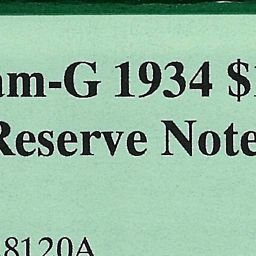 am-G 1934 $
Reserve Note
8120A